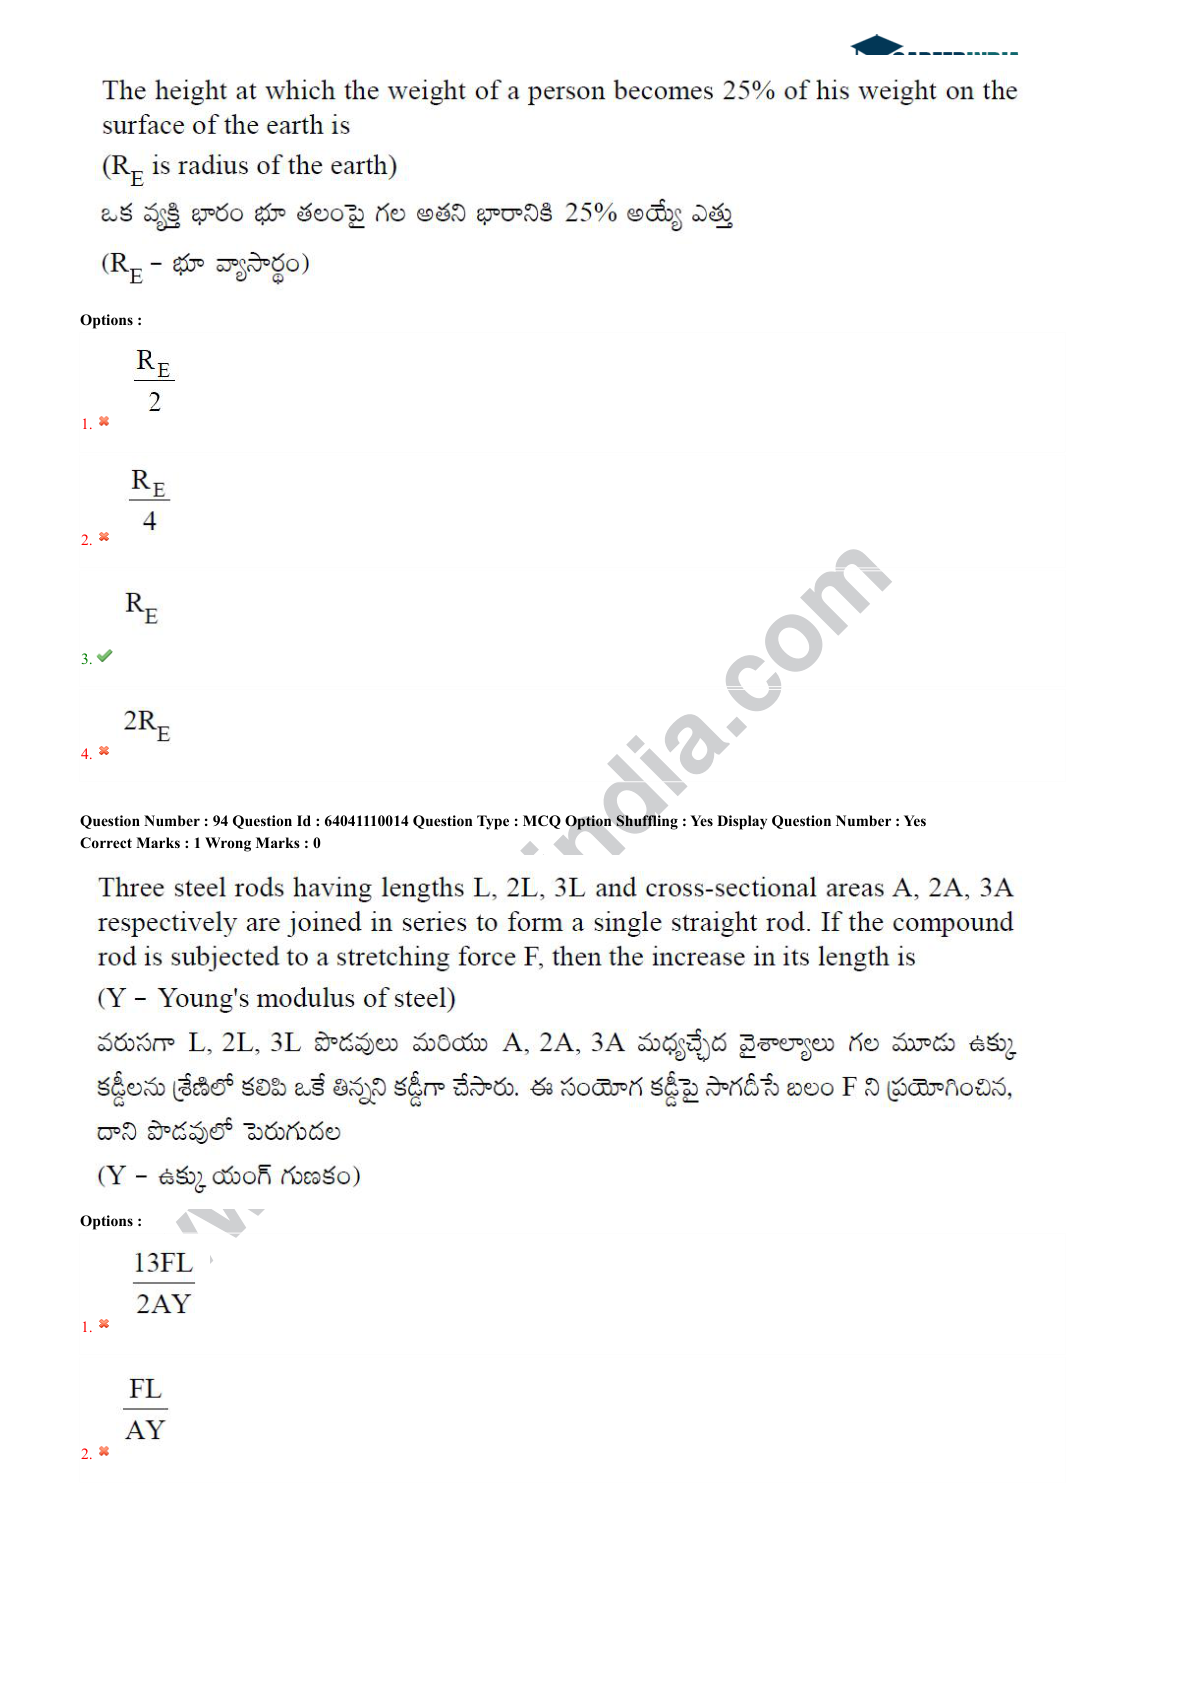 The height at which the weight of a person becomes 25% of his weight on the
surface of the earth is
(R_E is radius of the earth)
ఒక వ్యక్తి భారం భూ తలంపై గల అతని భారానికి 25% అయ్యే ఎత్తు
(R_E – భూ వ్యాసార్థం)
Options :
R_E
2
1.
R_E
4
2.
R_E
3.
2R_E
4.
india.com
Question Number : 94 Question Id : 64041110014 Question Type : MCQ Option Shuffling : Yes Display Question Number : Yes
Correct Marks : 1 Wrong Marks : 0
Three steel rods having lengths L, 2L, 3L and cross-sectional areas A, 2A, 3A
respectively are joined in series to form a single straight rod. If the compound
rod is subjected to a stretching force F, then the increase in its length is
(Y – Young's modulus of steel)
వరుసగా L, 2L, 3L పొడవులు మరియు A, 2A, 3A మధ్యచ్ఛేద వైశాల్యాలు గల మూడు ఉక్కు
కడ్డీలను శ్రేణిలో కలిపి ఒకే తిన్నని కడ్డీగా చేసారు. ఈ సంయోగ కడ్డీపై సాగదీసే బలం F ని ప్రయోగించిన,
దాని పొడవులో పెరుగుదల
(Y – ఉక్కు యంగ్ గుణకం)
Options :
13FL
2AY
1.
FL
AY
2.